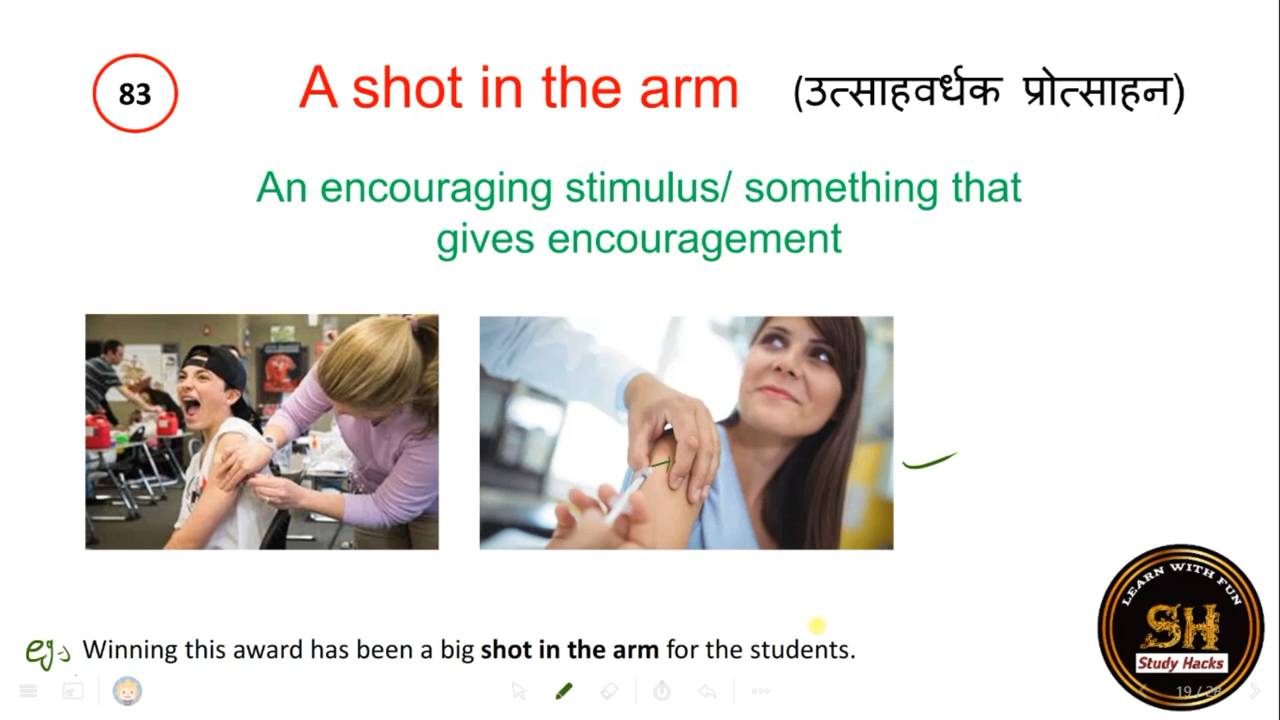 83
A shot in the arm (उत्साहवर्धक प्रोत्साहन)
An encouraging stimulus/ something that
gives encouragement
eg→ Winning this award has been a big shot in the arm for the students.
LEARN WITH FUN
SH
Study Hacks